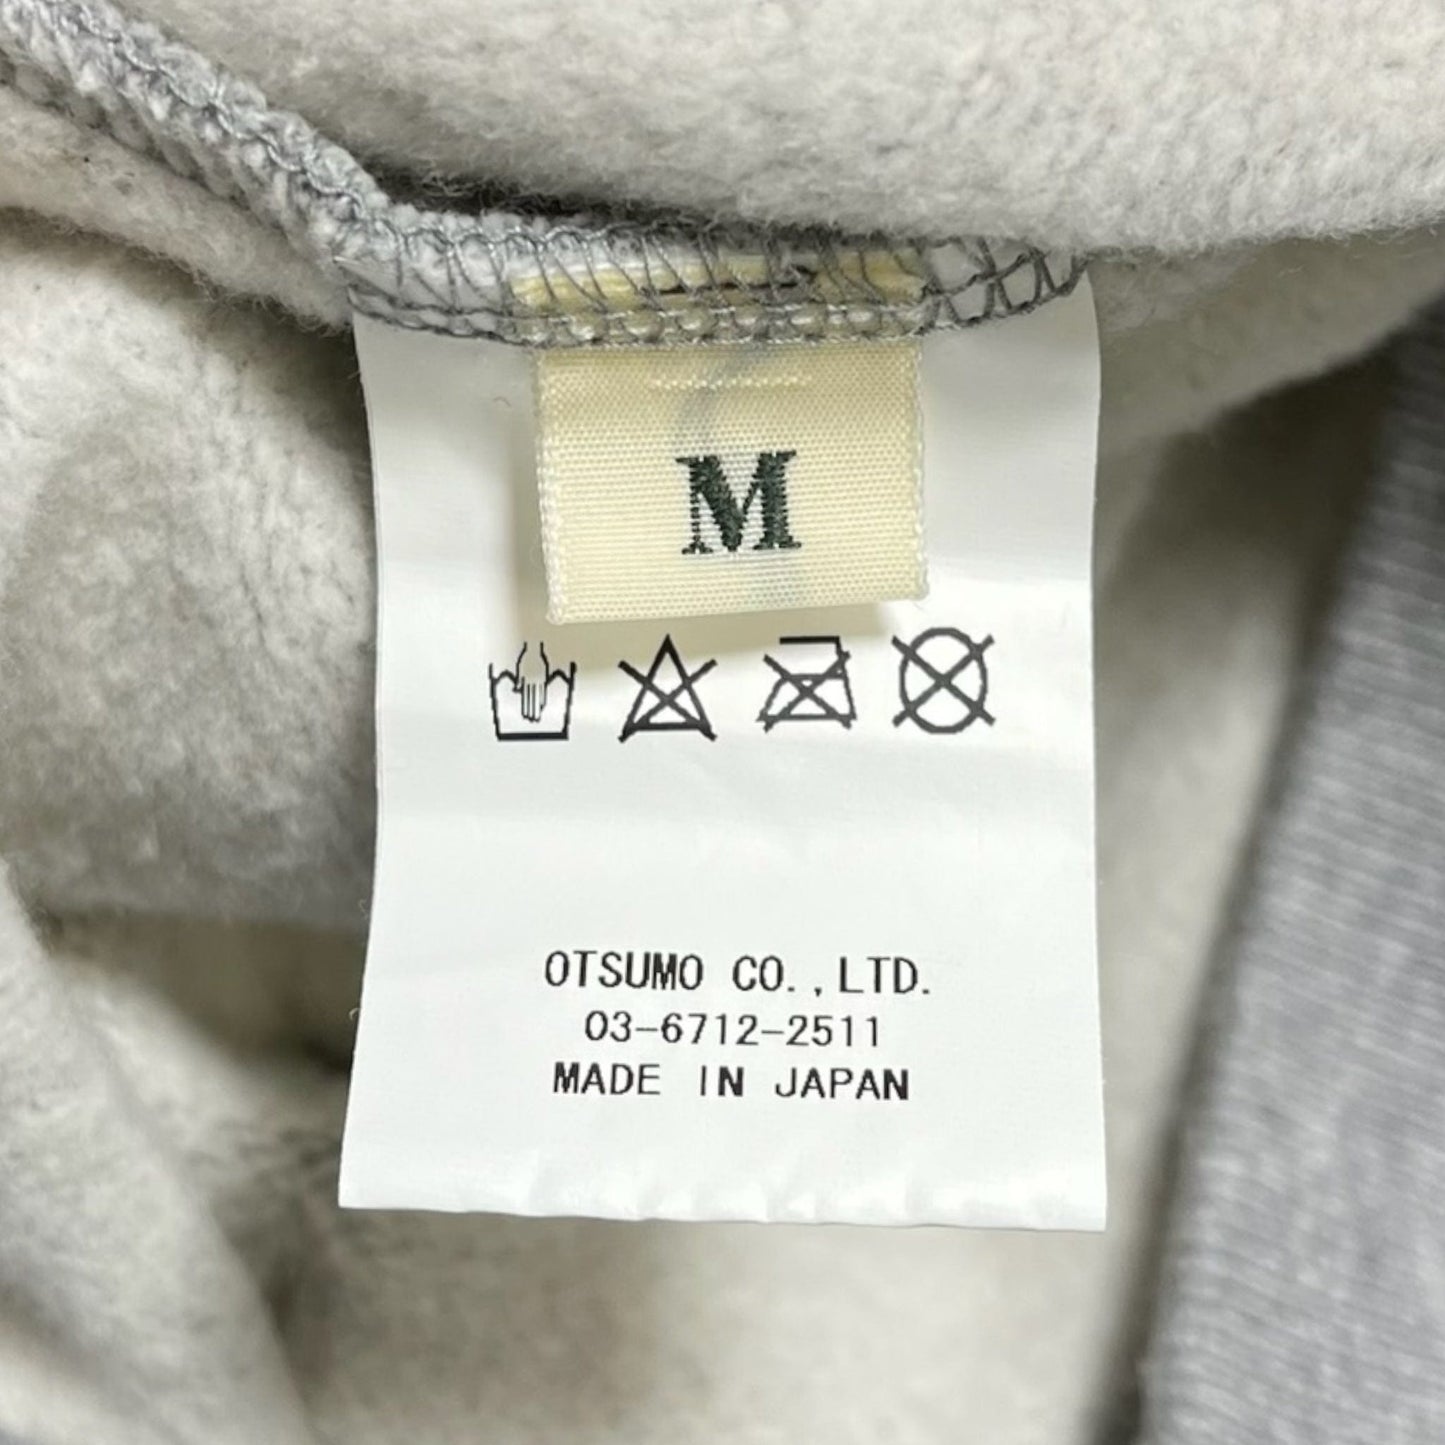 M
OTSUMO CO.,LTD.
03-6712-2511
MADE IN JAPAN